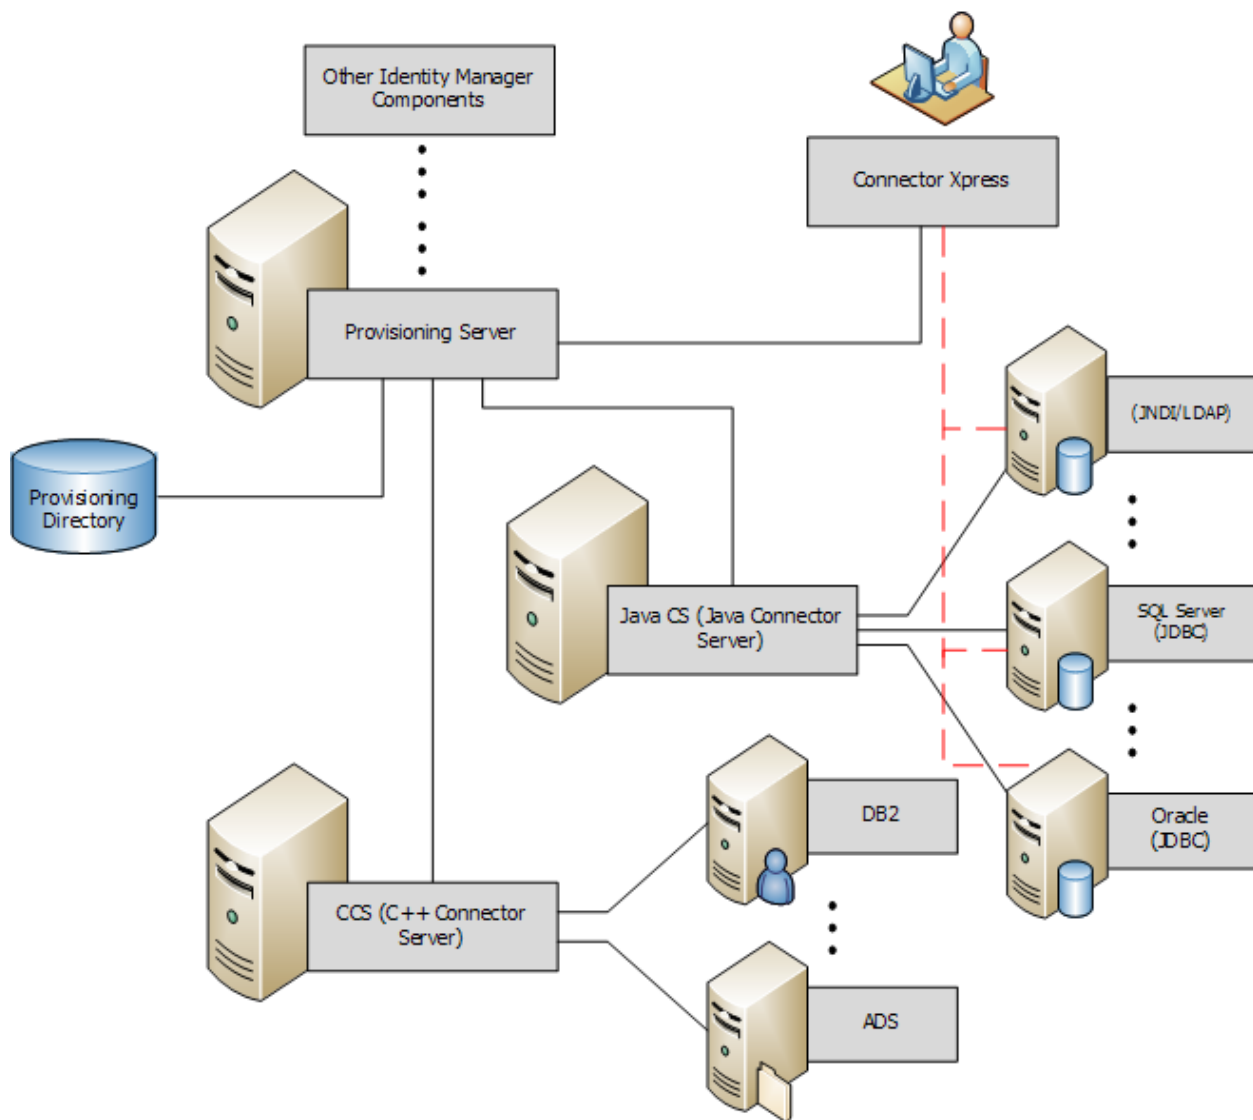 Other Identity Manager
Components
Connector Xpress
Provisioning Server
(JNDI/LDAP)
Provisioning
Directory
Java CS (Java Connector
Server)
SQL Server
(JDBC)
DB2
Oracle
(JDBC)
CCS (C++ Connector
Server)
ADS